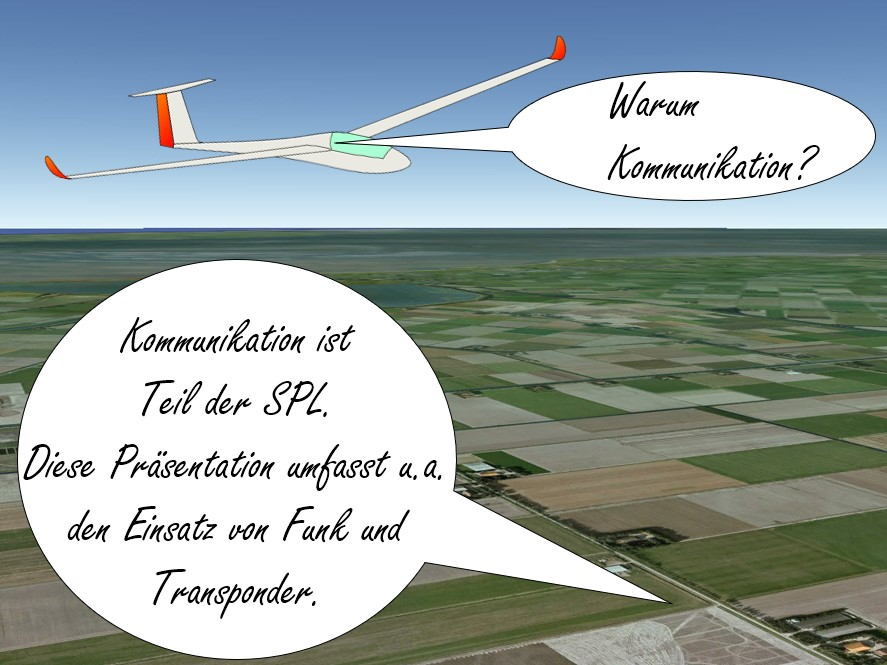 Warum
Kommunikation?
Kommunikation ist
Teil der SPL.
Diese Präsentation umfasst u.a.
den Einsatz von Funk und
Transponder.